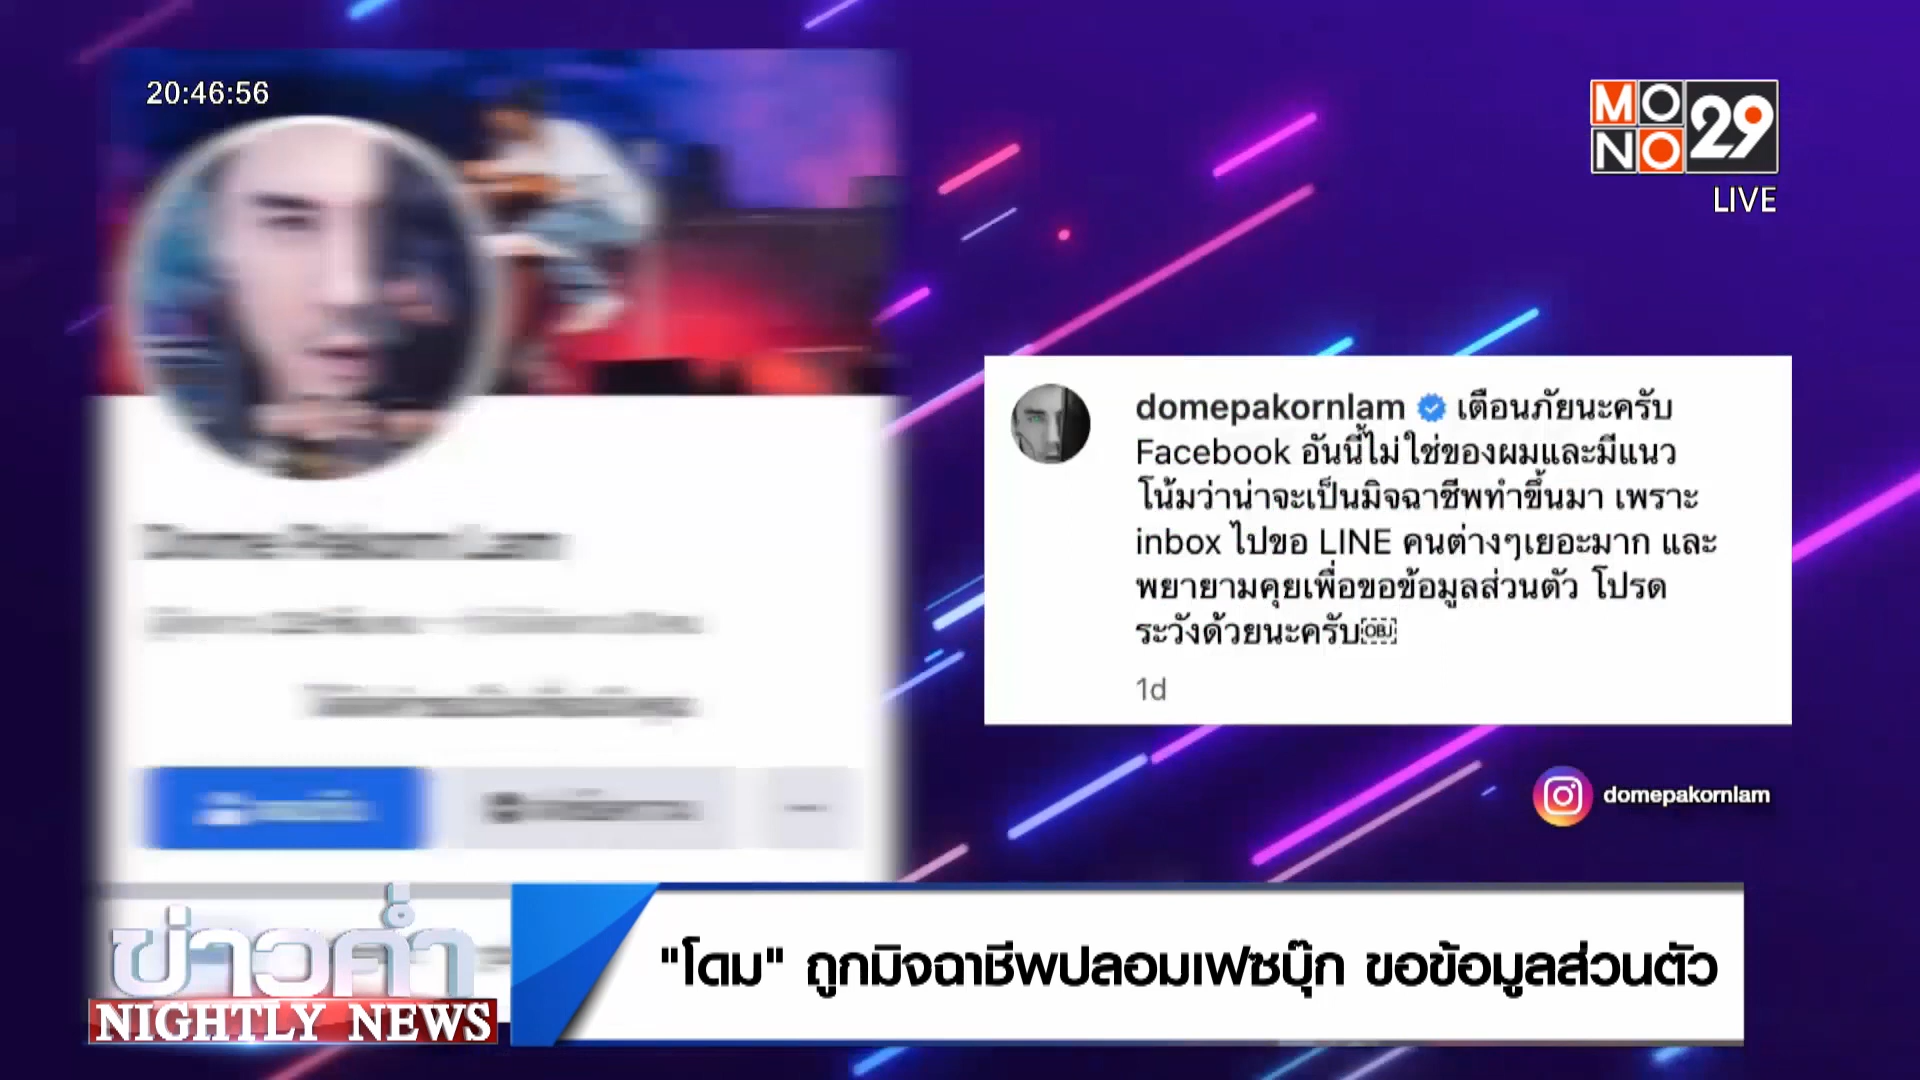 20:46:56
MONO 29
LIVE
domepakornlam เตือนภัยนะครับ
Facebook อันนี้ไม่ใช่ของผมและมีแนว
โน้มว่าน่าจะเป็นมิจฉาชีพทำขึ้นมา เพราะ
inbox ไปขอ LINE คนต่างๆเยอะมาก และ
พยายามคุยเพื่อขอข้อมูลส่วนตัว โปรด
ระวังด้วยนะครับ￼
1d
domepakornlam
ข่าวค่ำ
NIGHTLY NEWS
"โดม" ถูกมิจฉาชีพปลอมเฟซบุ๊ก ขอข้อมูลส่วนตัว